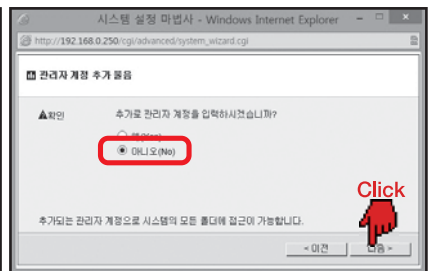 시스템 설정 마법사 - Windows Internet Explorer
http://192.168.0.250/cgi/advanced/system_wizard.cgi
관리자 계정 추가 물음
확인
추가로 관리자 계정을 입력하시겠습니까?
아니오(No)
Click
추가되는 관리자 계정으로 시스템의 모든 폴더에 접근이 가능합니다.
< 이전
다음 >